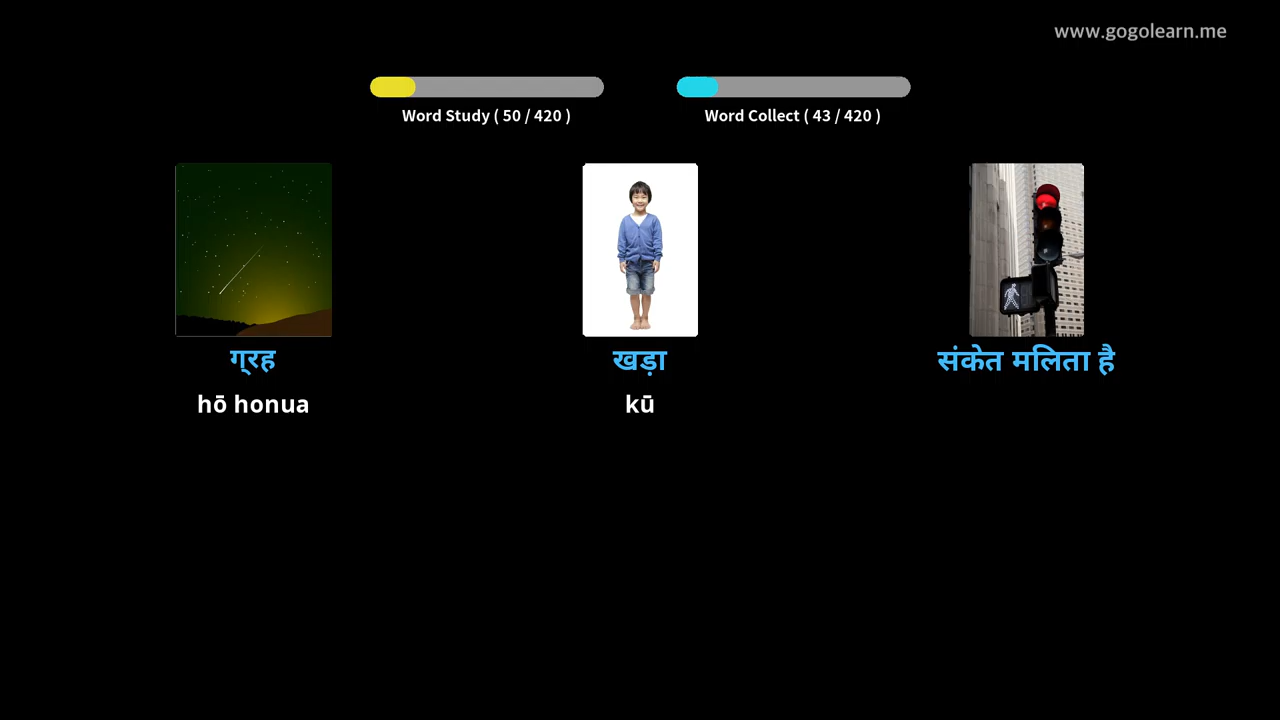 www.gogolearn.me
Word Study ( 50 / 420 )
Word Collect ( 43 / 420 )
ग्रह
खड़ा
संकेत मलिता है
hō honua
kū